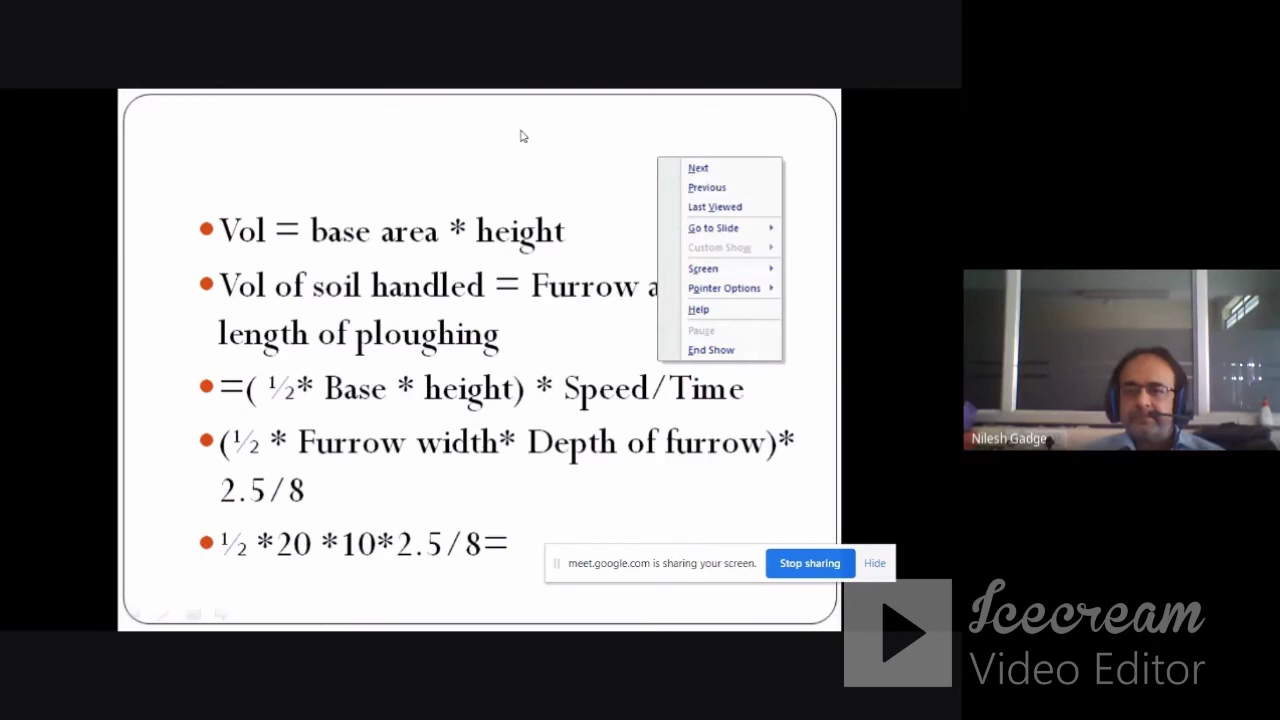 Vol = base area * height
Vol of soil handled = Furrow a
length of ploughing
=( ½* Base * height) * Speed/Time
(½ * Furrow width* Depth of furrow)*
2.5/8
½ *20 *10*2.5/8=
Next
Previous
Last Viewed
Go to Slide
Custom Show
Screen
Pointer Options
Help
Pause
End Show
meet.google.com is sharing your screen. Stop sharing Hide
Nilesh Gadge
Icecream
Video Editor